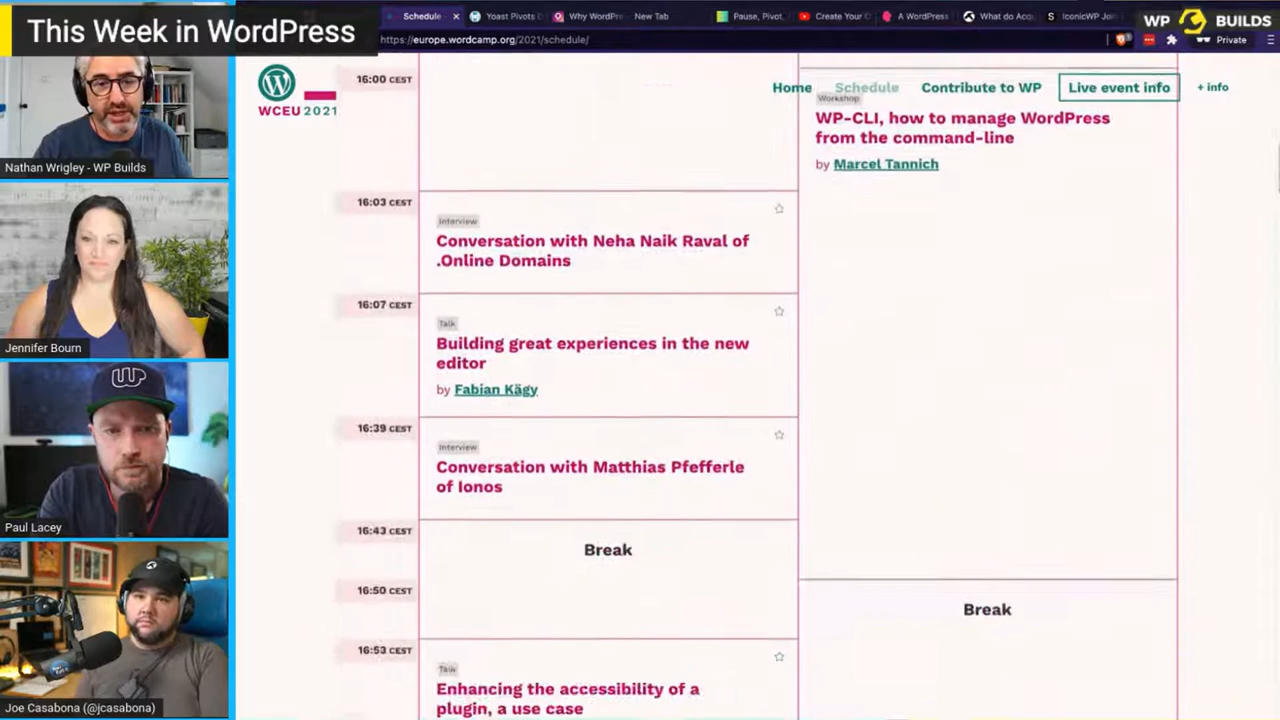 This Week in WordPress
Schedule -
Yoast Pivots D
Why WordPr
New Tab
Pause, Pivot,
Create Your O
A WordPress
What do Acqu
IconicWP Joi
WP BUILDS
https://europe.wordcamp.org/2021/schedule/
Private
WCEU 2021
Home
Schedule
Contribute to WP
Live event info
+ info
Nathan Wrigley - WP Builds
Jennifer Bourn
Paul Lacey
Joe Casabona (@jcasabona)
16:00 CEST
Workshop
WP-CLI, how to manage WordPress
from the command-line
by Marcel Tannich
16:03 CEST
Interview
Conversation with Neha Naik Raval of
.Online Domains
16:07 CEST
Talk
Building great experiences in the new
editor
by Fabian Kägy
16:39 CEST
Interview
Conversation with Matthias Pfefferle
of Ionos
16:43 CEST
Break
16:50 CEST
Break
16:53 CEST
Talk
Enhancing the accessibility of a
plugin, a use case